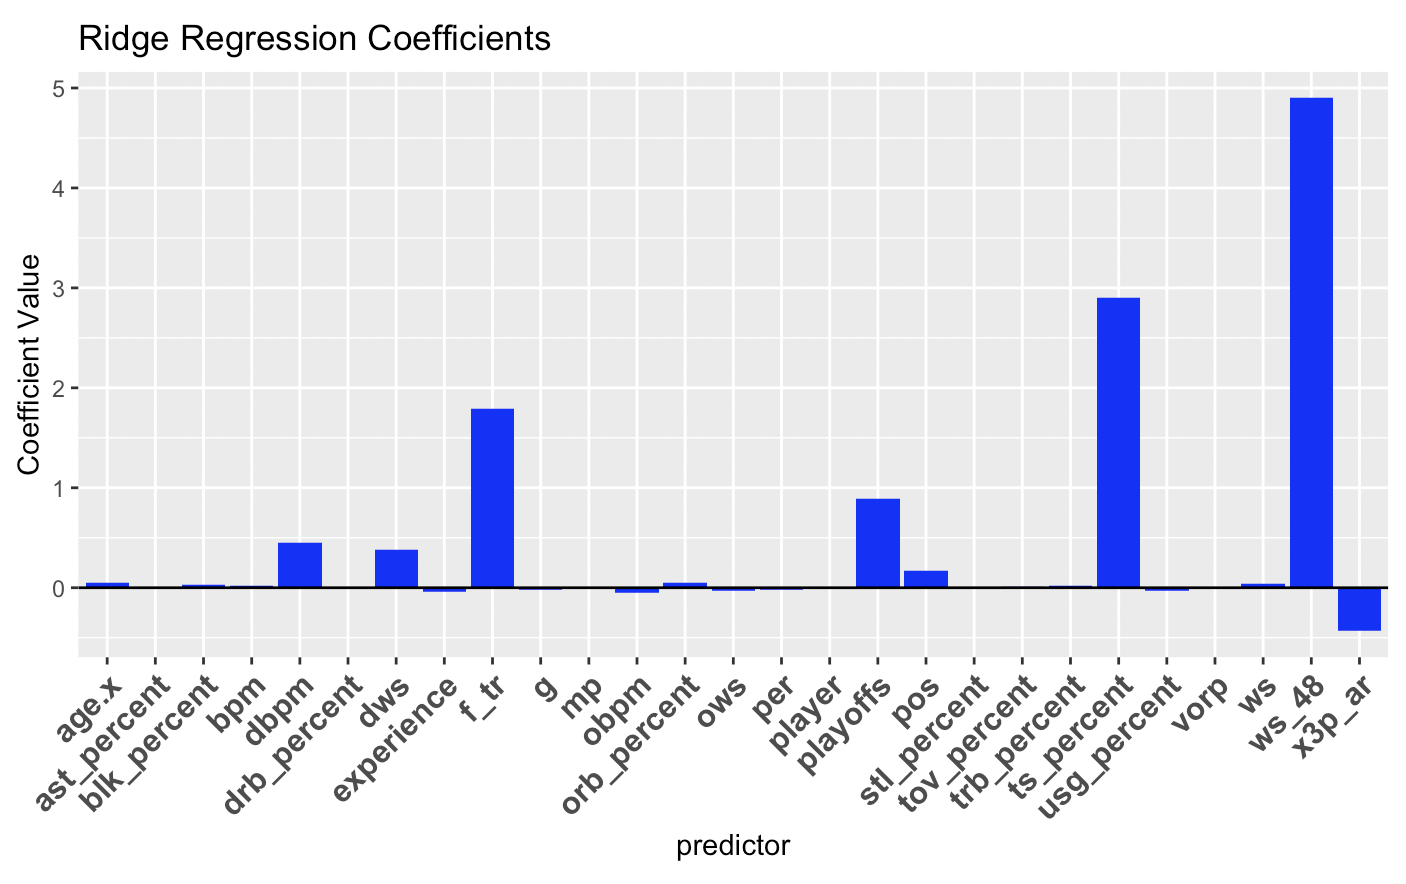 Ridge Regression Coefficients
Coefficient Value
5
4
3
2
1
0
age.x
ast_percent
blk_percent
bpm
dbpm
drb_percent
dws
experience
f_tr
g
mp
obpm
orb_percent
ows
per
player
playoffs
pos
stl_percent
tov_percent
trb_percent
ts_percent
usg_percent
vorp
ws
ws_48
x3p_ar
predictor